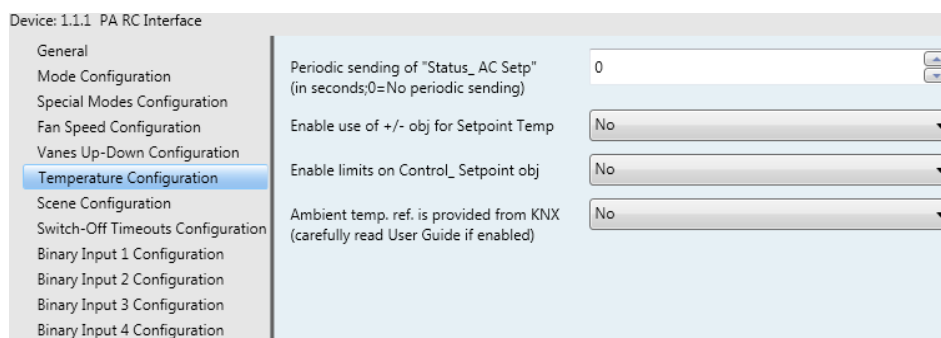 Device: 1.1.1 PA RC Interface
General
Mode Configuration
Special Modes Configuration
Fan Speed Configuration
Vanes Up-Down Configuration
Temperature Configuration
Scene Configuration
Switch-Off Timeouts Configuration
Binary Input 1 Configuration
Binary Input 2 Configuration
Binary Input 3 Configuration
Binary Input 4 Configuration
Periodic sending of "Status_ AC Setp"
(in seconds;0=No periodic sending)
0
Enable use of +/- obj for Setpoint Temp
No
Enable limits on Control_ Setpoint obj
No
Ambient temp. ref. is provided from KNX
(carefully read User Guide if enabled)
No